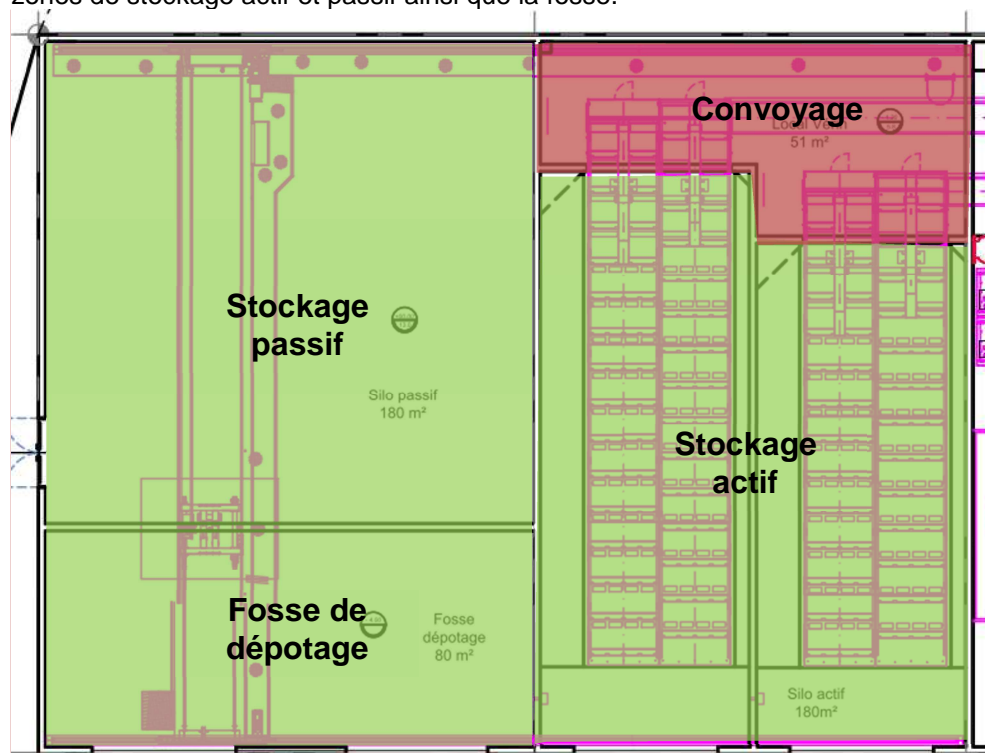 zones de stockage actif et passif ainsi que la fosse.
Convoyage
Local Vérin
51 m²
Stockage
passif
Silo passif
180 m²
Stockage
actif
Fosse de
dépotage
Fosse
dépotage
80 m²
Silo actif
180m²